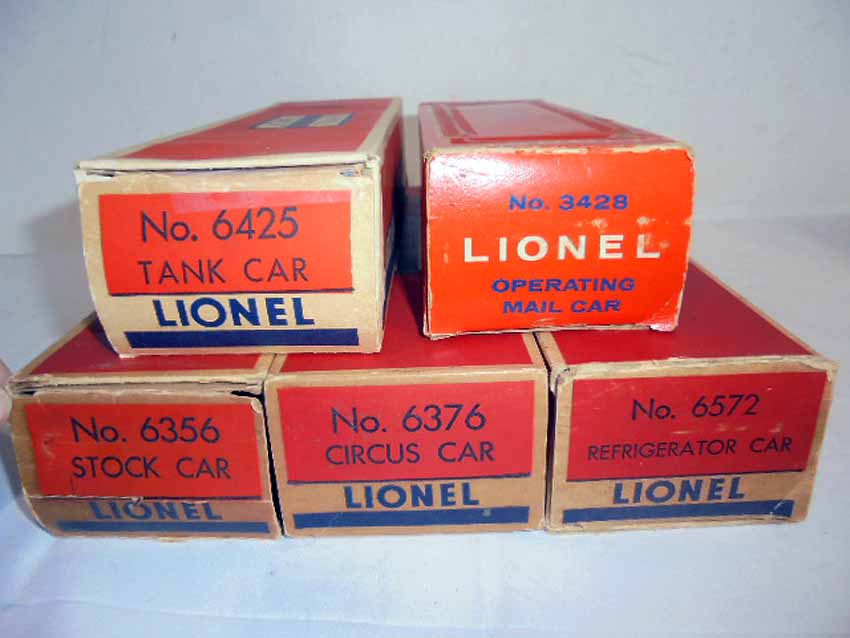 No. 6425
TANK CAR
LIONEL
No. 3428
LIONEL
OPERATING
MAIL CAR
No. 6356
STOCK CAR
LIONEL
No. 6376
CIRCUS CAR
LIONEL
No. 6572
REFRIGERATOR CAR
LIONEL